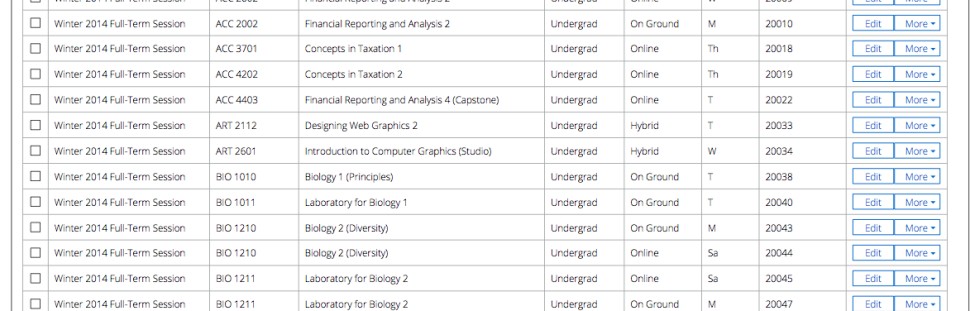 Winter 2014 Full-Term Session ACC 2002 Financial Reporting and Analysis 2 Undergrad On Ground M 20010 Edit More
Winter 2014 Full-Term Session ACC 3701 Concepts in Taxation 1 Undergrad Online Th 20018 Edit More
Winter 2014 Full-Term Session ACC 4202 Concepts in Taxation 2 Undergrad Online Th 20019 Edit More
Winter 2014 Full-Term Session ACC 4403 Financial Reporting and Analysis 4 (Capstone) Undergrad Online T 20022 Edit More
Winter 2014 Full-Term Session ART 2112 Designing Web Graphics 2 Undergrad Hybrid T 20033 Edit More
Winter 2014 Full-Term Session ART 2601 Introduction to Computer Graphics (Studio) Undergrad Hybrid W 20034 Edit More
Winter 2014 Full-Term Session BIO 1010 Biology 1 (Principles) Undergrad On Ground T 20038 Edit More
Winter 2014 Full-Term Session BIO 1011 Laboratory for Biology 1 Undergrad On Ground T 20040 Edit More
Winter 2014 Full-Term Session BIO 1210 Biology 2 (Diversity) Undergrad On Ground M 20043 Edit More
Winter 2014 Full-Term Session BIO 1210 Biology 2 (Diversity) Undergrad Online Sa 20044 Edit More
Winter 2014 Full-Term Session BIO 1211 Laboratory for Biology 2 Undergrad Online Sa 20045 Edit More
Winter 2014 Full-Term Session BIO 1211 Laboratory for Biology 2 Undergrad On Ground M 20047 Edit More